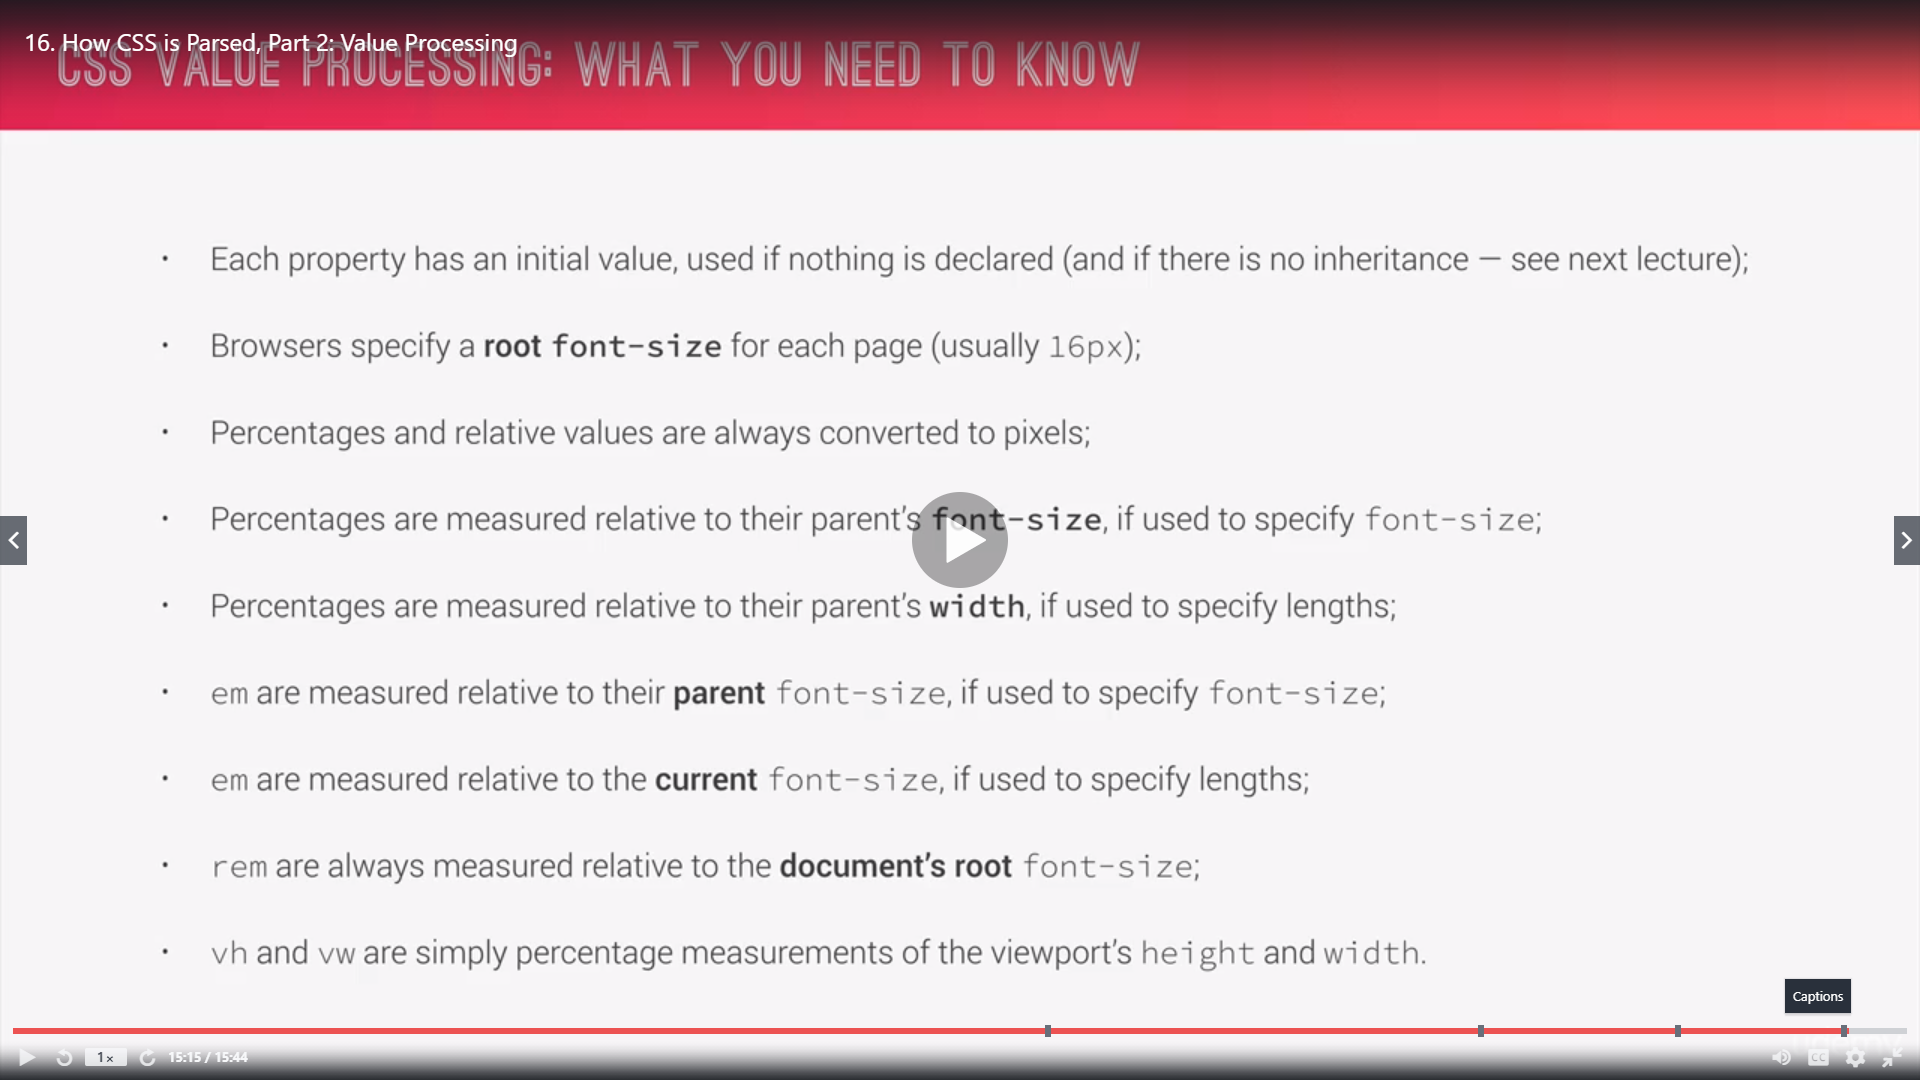 16. How CSS is Parsed, Part 2: Value Processing
CSS VALUE PROCESSING: WHAT YOU NEED TO KNOW
• Each property has an initial value, used if nothing is declared (and if there is no inheritance — see next lecture);
• Browsers specify a root font-size for each page (usually 16px);
• Percentages and relative values are always converted to pixels;
• Percentages are measured relative to their parent's font-size, if used to specify font-size;
• Percentages are measured relative to their parent's width, if used to specify lengths;
• em are measured relative to their parent font-size, if used to specify font-size;
• em are measured relative to the current font-size, if used to specify lengths;
• rem are always measured relative to the document's root font-size;
• vh and vw are simply percentage measurements of the viewport's height and width.
Captions
1x 15:15 / 15:44 CC